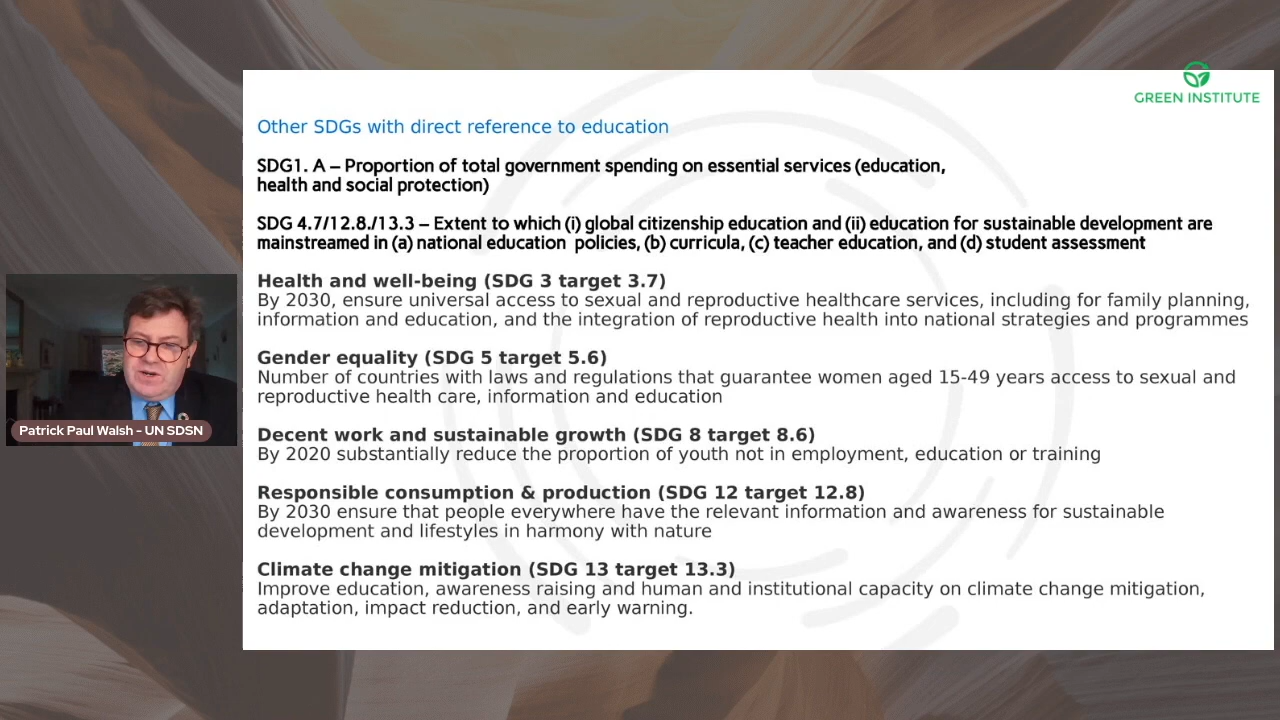 GREEN INSTITUTE
Other SDGs with direct reference to education
SDG1. A – Proportion of total government spending on essential services (education,
health and social protection)
SDG 4.7/12.8./13.3 – Extent to which (i) global citizenship education and (ii) education for sustainable development are
mainstreamed in (a) national education  policies, (b) curricula, (c) teacher education, and (d) student assessment
Health and well-being (SDG 3 target 3.7)
By 2030, ensure universal access to sexual and reproductive healthcare services, including for family planning,
information and education, and the integration of reproductive health into national strategies and programmes
Gender equality (SDG 5 target 5.6)
Number of countries with laws and regulations that guarantee women aged 15-49 years access to sexual and
reproductive health care, information and education
Decent work and sustainable growth (SDG 8 target 8.6)
By 2020 substantially reduce the proportion of youth not in employment, education or training
Responsible consumption & production (SDG 12 target 12.8)
By 2030 ensure that people everywhere have the relevant information and awareness for sustainable
development and lifestyles in harmony with nature
Climate change mitigation (SDG 13 target 13.3)
Improve education, awareness raising and human and institutional capacity on climate change mitigation,
adaptation, impact reduction, and early warning.
Patrick Paul Walsh – UN SDSN